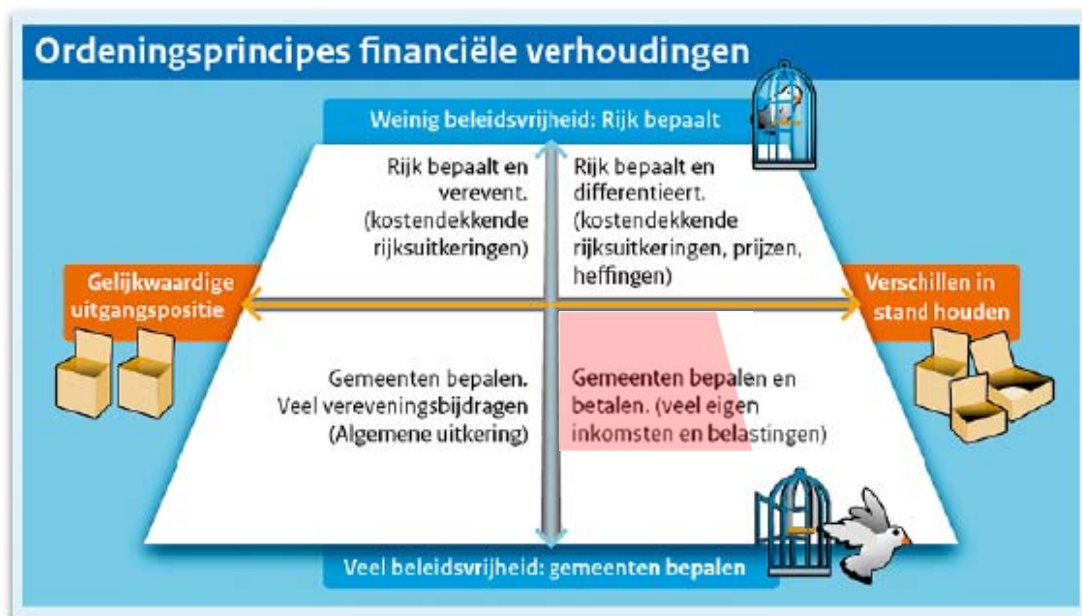 Ordeningsprincipes financiële verhoudingen
Weinig beleidsvrijheid: Rijk bepaalt
Rijk bepaalt en
verevent.
(kostendekkende
rijksuitkeringen)
Rijk bepaalt en
differentieert.
(kostendekkende
rijksuitkeringen, prijzen,
heffingen)
Gelijkwaardige
uitgangspositie
Verschillen in
stand houden
Gemeenten bepalen.
Veel vereveningsbijdragen
(Algemene uitkering)
Gemeenten bepalen en
betalen. (veel eigen
inkomsten en belastingen)
Veel beleidsvrijheid: gemeenten bepalen